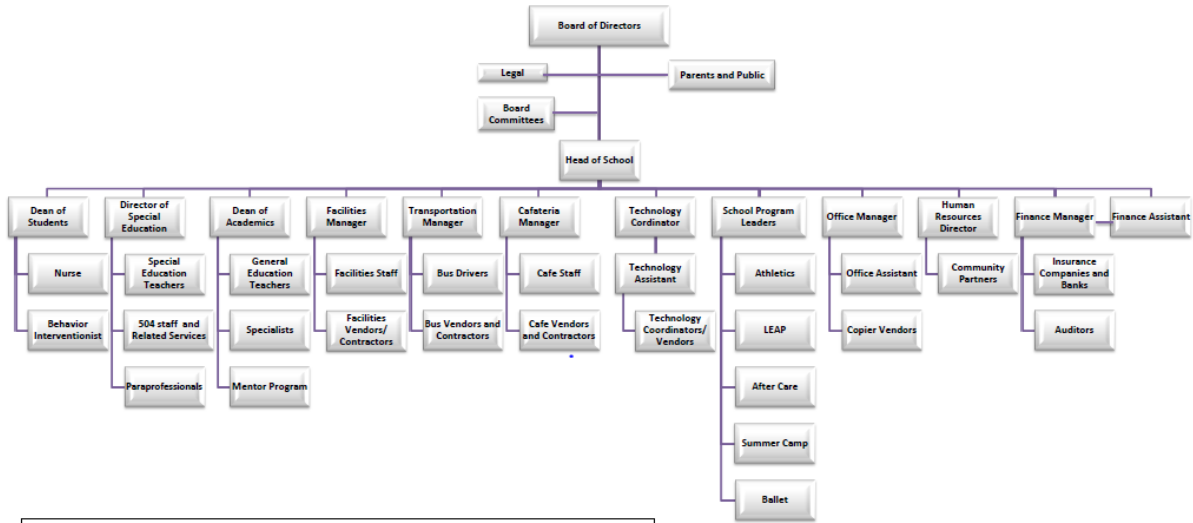 Board of Directors
Legal
Parents and Public
Board
Committees
Head of School
Dean of
Students
Director of
Special
Education
Dean of
Academics
Facilities
Manager
Transportation
Manager
Cafateria
Manager
Technology
Cordinator
School Program
Leaders
Office Manager
Human
Resources
Director
Finance Manager
Finance Assistant
Nurse
Special
Education
Teachers
General
Education
Teachers
Facilities Staff
Bus Drivers
Cafe Staff
Technology
Assistant
Athletics
Office Assistant
Community
Partners
Insurance
Companies and
Banks
Behavior
Interventionist
504 staff and
Related Services
Specialists
Facilities
Vendors/
Contractors
Bus Vendors and
Contractors
Cafe Vendors
and Contractors
Technology
Coordinators/
Vendors
LEAP
Copier Vendors
Auditors
Paraprofessionals
Mentor Program
After Care
Summer Camp
Ballet